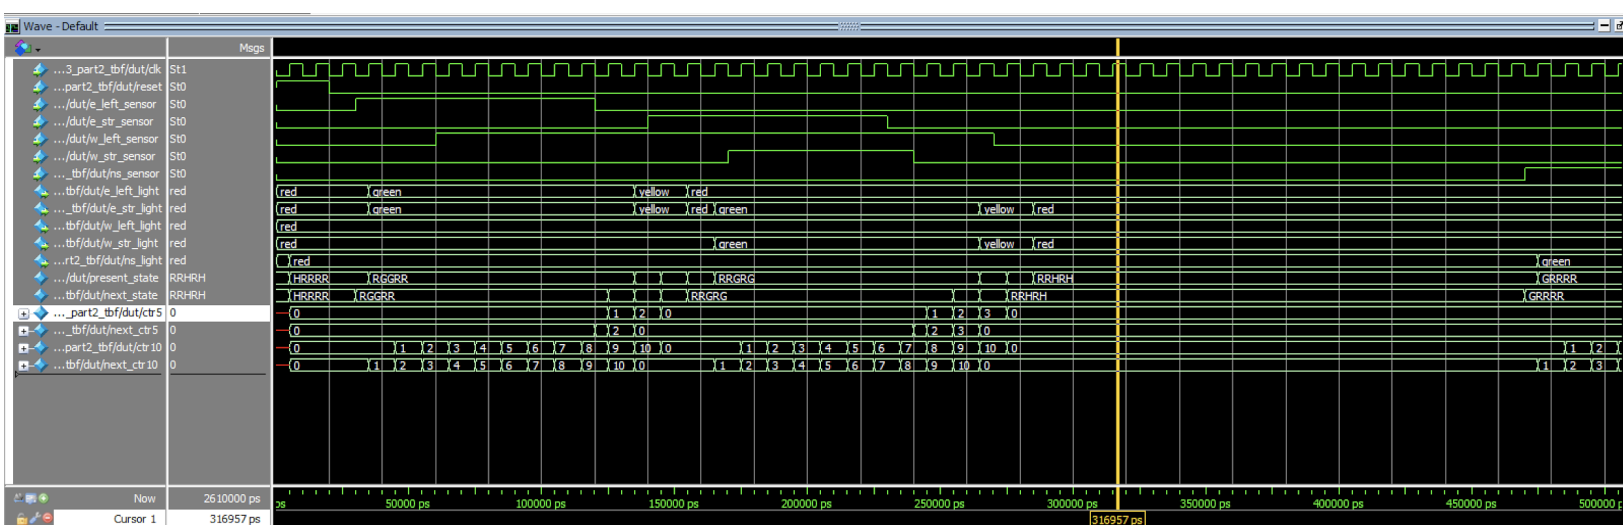 Wave - Default
Msgs
...3_part2_tbf/dut/clk St1
...part2_tbf/dut/reset St0
.../dut/e_left_sensor St0
.../dut/e_str_sensor St0
.../dut/w_left_sensor St0
.../dut/w_str_sensor St0
..._tbf/dut/ns_sensor St0
...tbf/dut/e_left_light red red green yellow red
..._tbf/dut/e_str_light red red green yellow red green yellow red
...tbf/dut/w_left_light red red
...tbf/dut/w_str_light red red green yellow red
...rt2_tbf/dut/ns_light red red green
.../dut/present_state RRHRH HRRRR RGGRR RRGRG RRHRH GRRRR
...tbf/dut/next_state RRHRH HRRRR RGGRR RRGRG RRHRH GRRRR
..._part2_tbf/dut/ctr5 0 0 1 2 0 1 2 3 0
..._tbf/dut/next_ctr5 0 0 2 0 2 3 0
...part2_tbf/dut/ctr10 0 0 1 2 3 4 5 6 7 8 9 10 0 1 2 3 4 5 6 7 8 9 10 0 1 2
...tbf/dut/next_ctr10 0 0 1 2 3 4 5 6 7 8 9 10 0 1 2 3 4 5 6 7 8 9 10 0 1 2 3
Now 2610000 ps ps 50000 ps 100000 ps 150000 ps 200000 ps 250000 ps 300000 ps 350000 ps 400000 ps 450000 ps 500000 p
Cursor 1 316957 ps 316957 ps